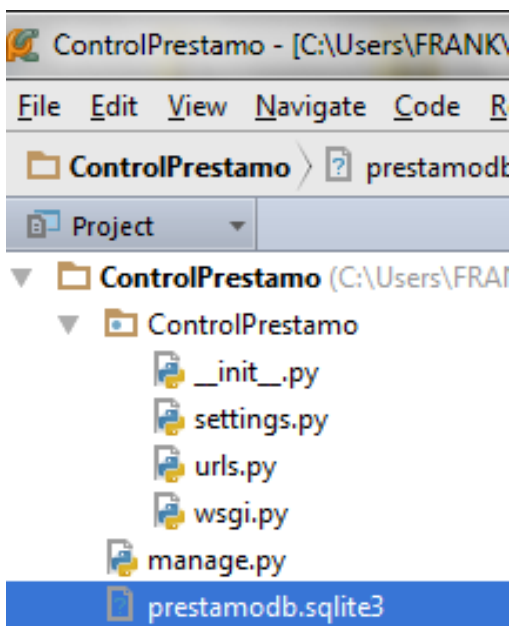 ControlPrestamo - [C:\Users\FRANK\
File Edit View Navigate Code R
ControlPrestamo prestamodb
Project
ControlPrestamo (C:\Users\FRAN
ControlPrestamo
__init__.py
settings.py
urls.py
wsgi.py
manage.py
prestamodb.sqlite3